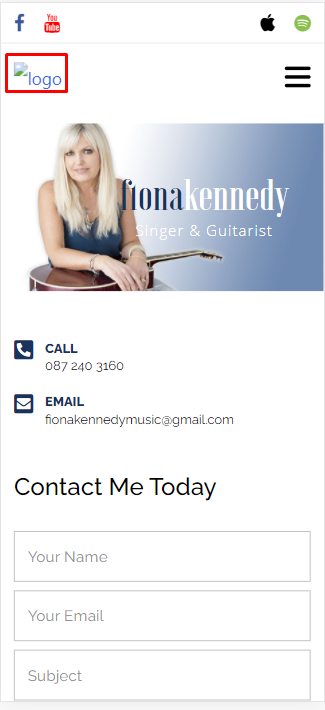 You
Tube
logo
fionakennedy
Singer & Guitarist
CALL
087 240 3160
EMAIL
fionakennedymusic@gmail.com
Contact Me Today
Your Name
Your Email
Subject